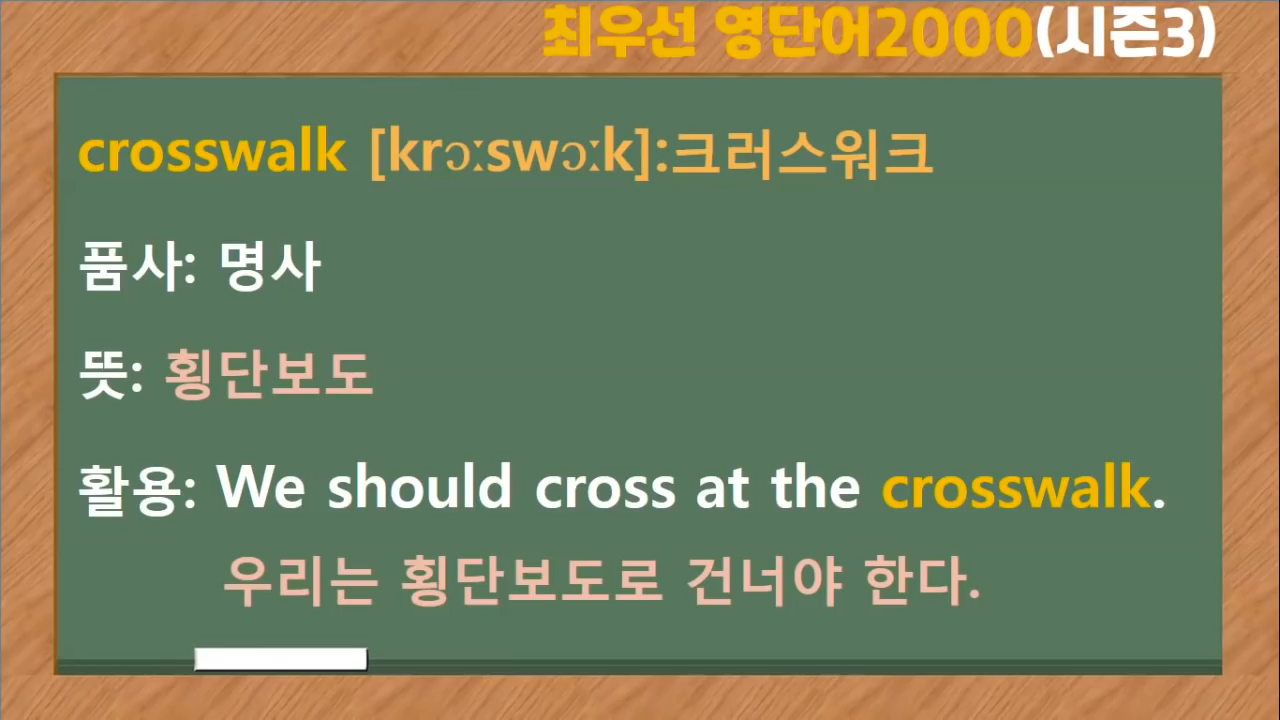 최우선 영단어2000(시즌3)
crosswalk [krɔːswɔːk]:크러스워크
품사: 명사
뜻: 횡단보도
활용: We should cross at the crosswalk.
우리는 횡단보도로 건너야 한다.